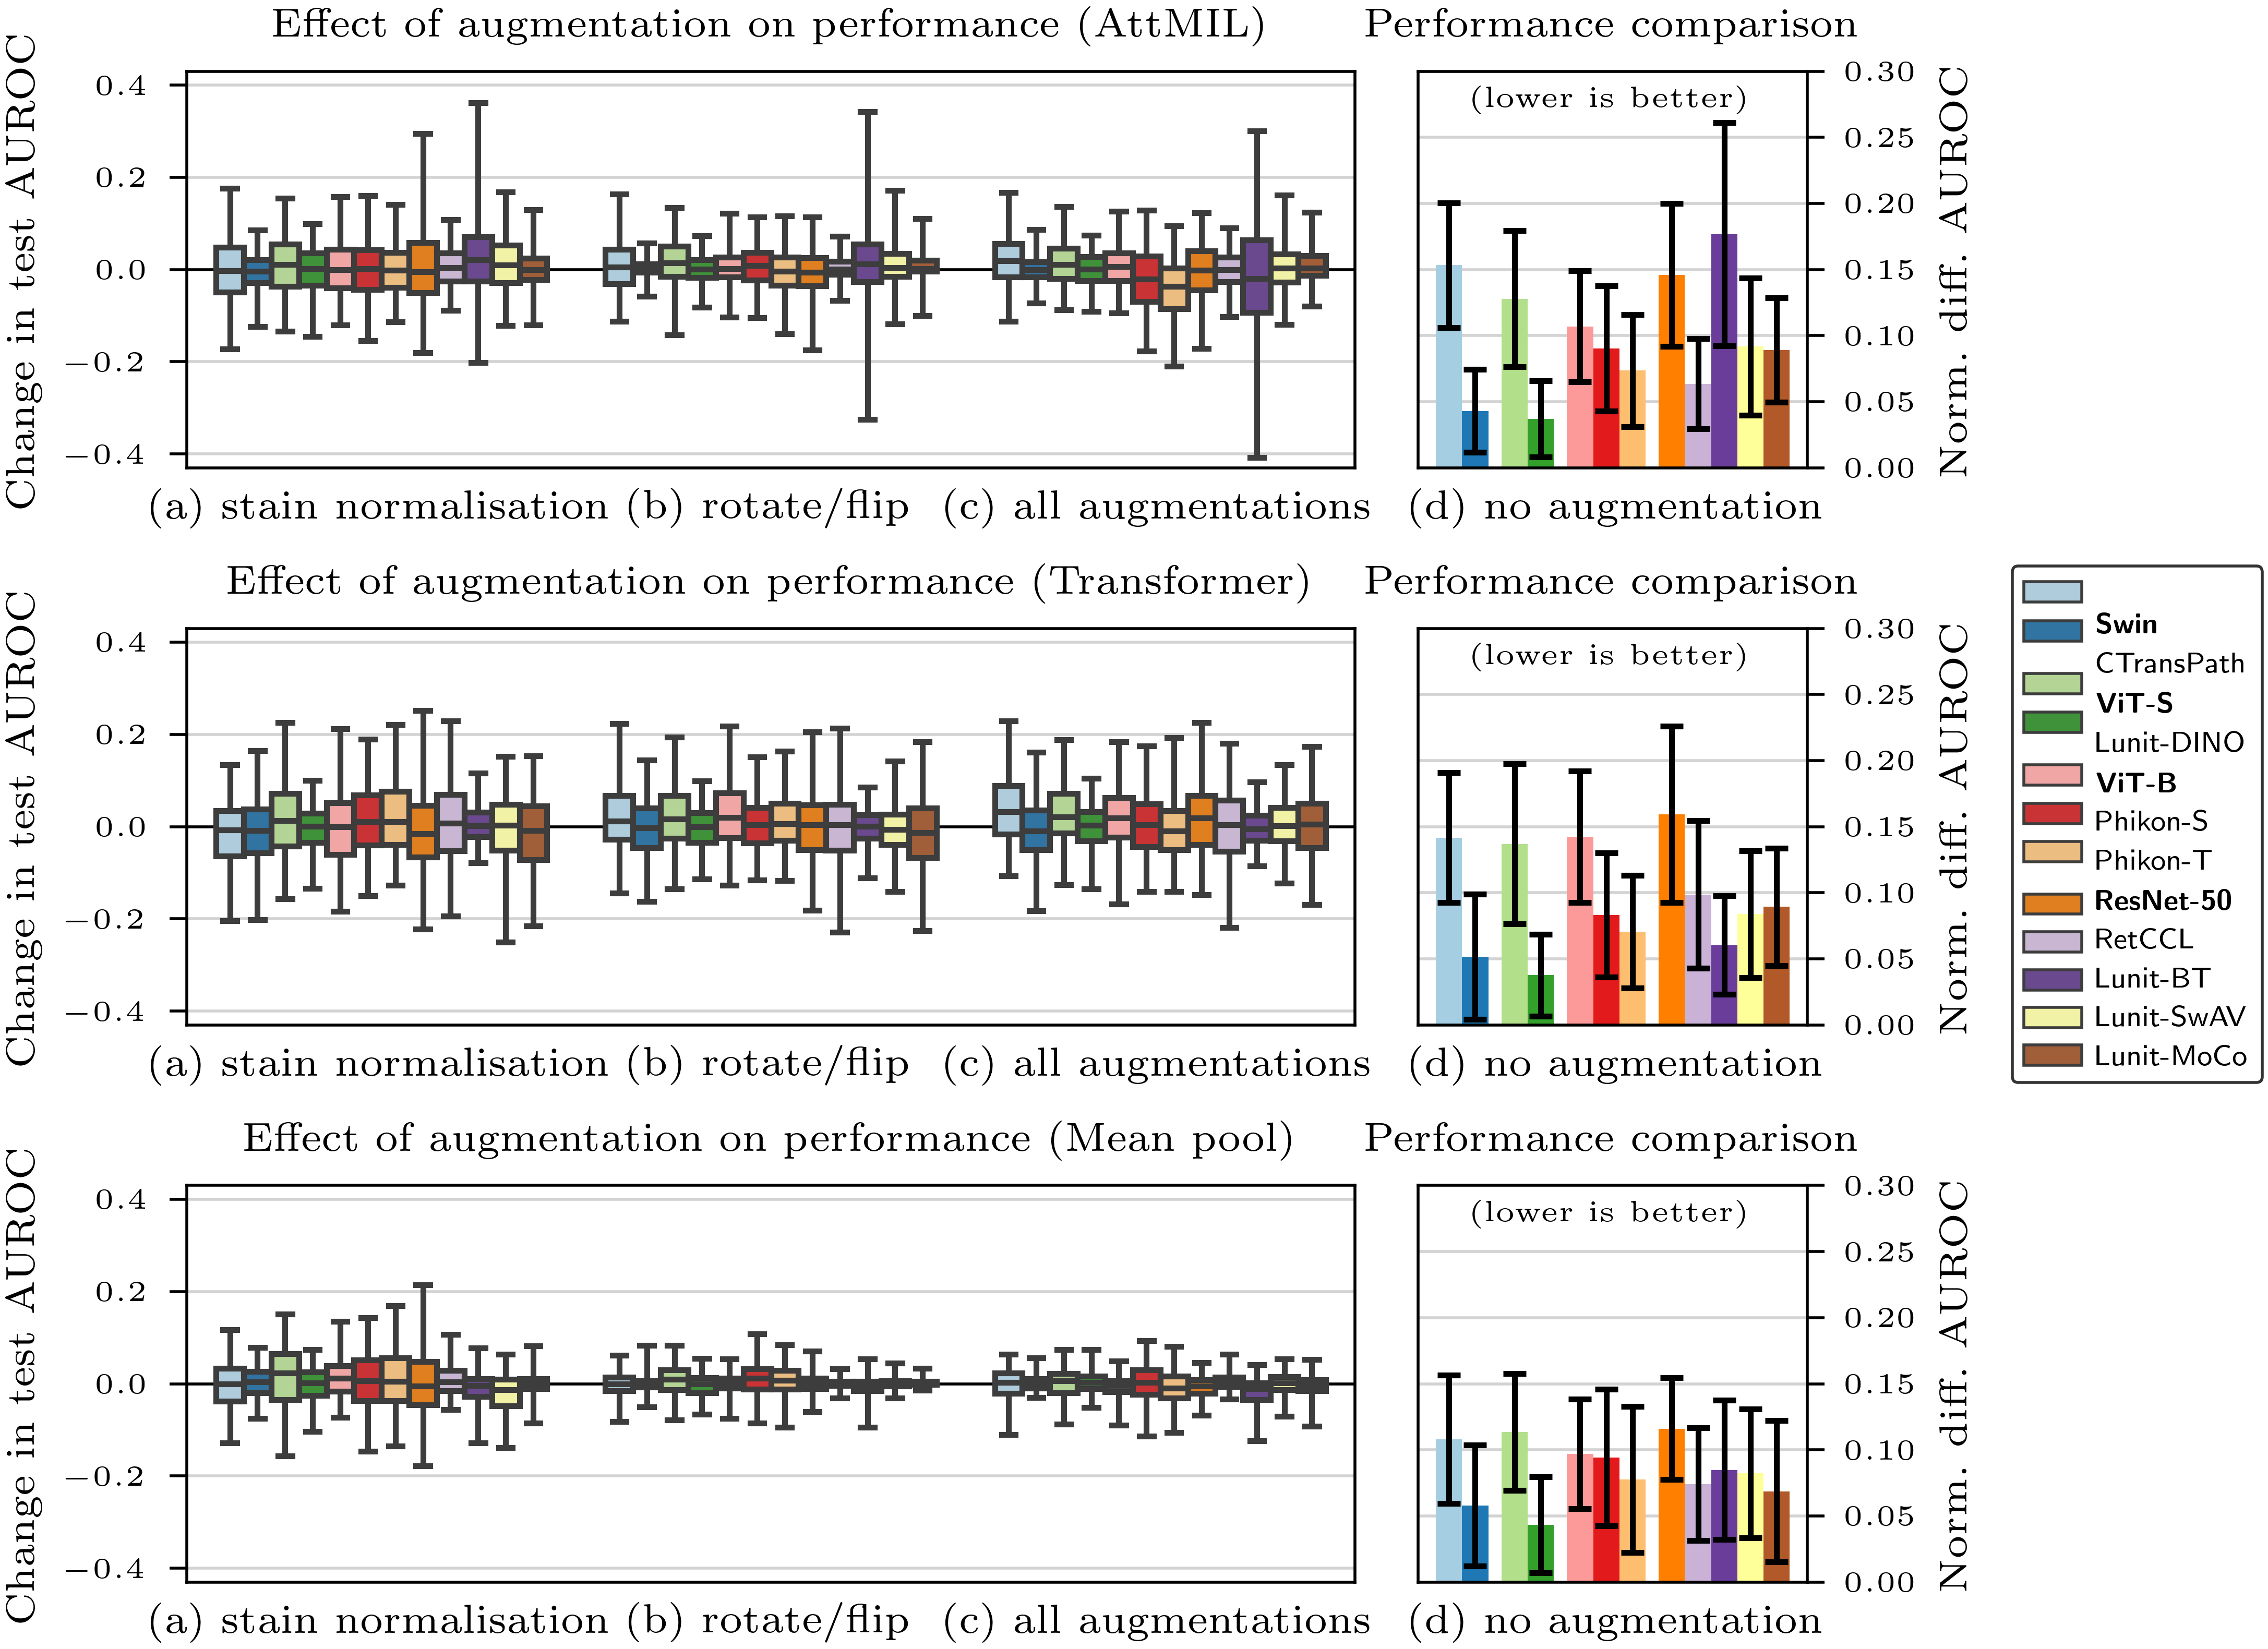 Effect of augmentation on performance (AttMIL)
Performance comparison
Change in test AUROC
0.4
0.2
0.0
−0.2
−0.4
(a) stain normalisation
(b) rotate/flip
(c) all augmentations
(lower is better)
0.30
0.25
0.20
0.15
0.10
0.05
0.00
Norm. diff. AUROC
(d) no augmentation
Effect of augmentation on performance (Transformer)
Performance comparison
Change in test AUROC
0.4
0.2
0.0
−0.2
−0.4
(a) stain normalisation
(b) rotate/flip
(c) all augmentations
(lower is better)
0.30
0.25
0.20
0.15
0.10
0.05
0.00
Norm. diff. AUROC
(d) no augmentation
Swin
CTransPath
ViT-S
Lunit-DINO
ViT-B
Phikon-S
Phikon-T
ResNet-50
RetCCL
Lunit-BT
Lunit-SwAV
Lunit-MoCo
Effect of augmentation on performance (Mean pool)
Performance comparison
Change in test AUROC
0.4
0.2
0.0
−0.2
−0.4
(a) stain normalisation
(b) rotate/flip
(c) all augmentations
(lower is better)
0.30
0.25
0.20
0.15
0.10
0.05
0.00
Norm. diff. AUROC
(d) no augmentation